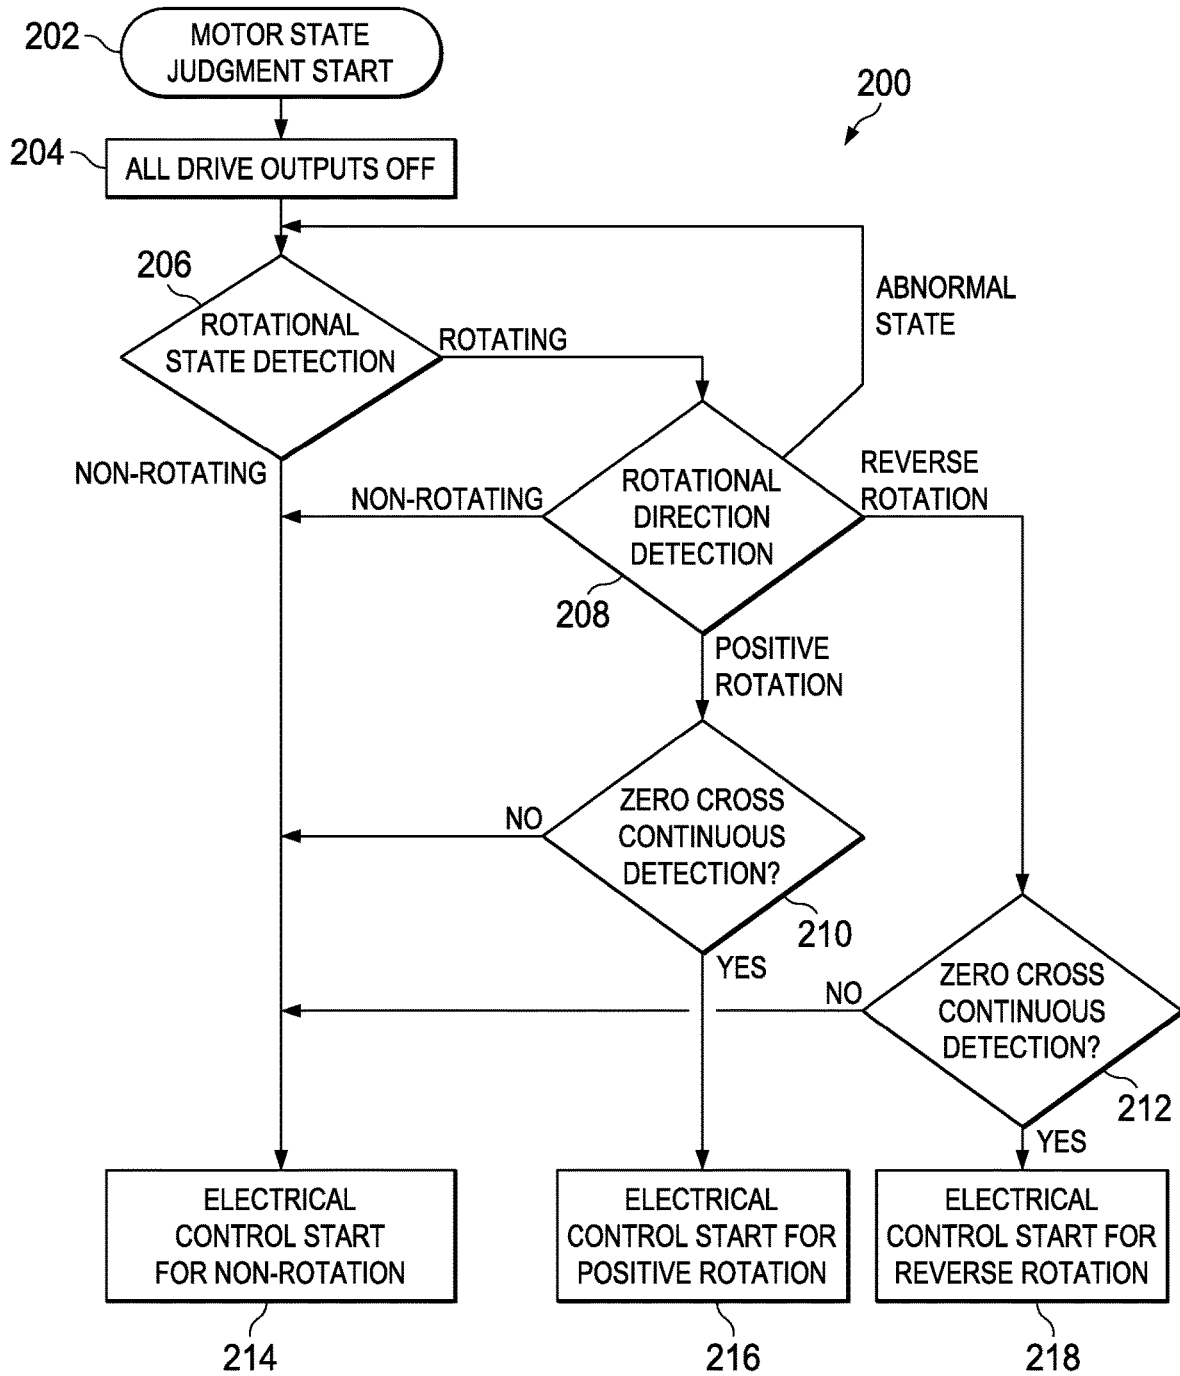 202
MOTOR STATE
JUDGMENT START
200
204
ALL DRIVE OUTPUTS OFF
206
ROTATIONAL
STATE DETECTION
ROTATING
ABNORMAL
STATE
NON-ROTATING
NON-ROTATING
ROTATIONAL
DIRECTION
DETECTION
REVERSE
ROTATION
208
POSITIVE
ROTATION
NO
ZERO CROSS
CONTINUOUS
DETECTION?
210
YES
NO
ZERO CROSS
CONTINUOUS
DETECTION?
212
YES
ELECTRICAL
CONTROL START
FOR NON-ROTATION
ELECTRICAL
CONTROL START FOR
POSITIVE ROTATION
ELECTRICAL
CONTROL START FOR
REVERSE ROTATION
214
216
218